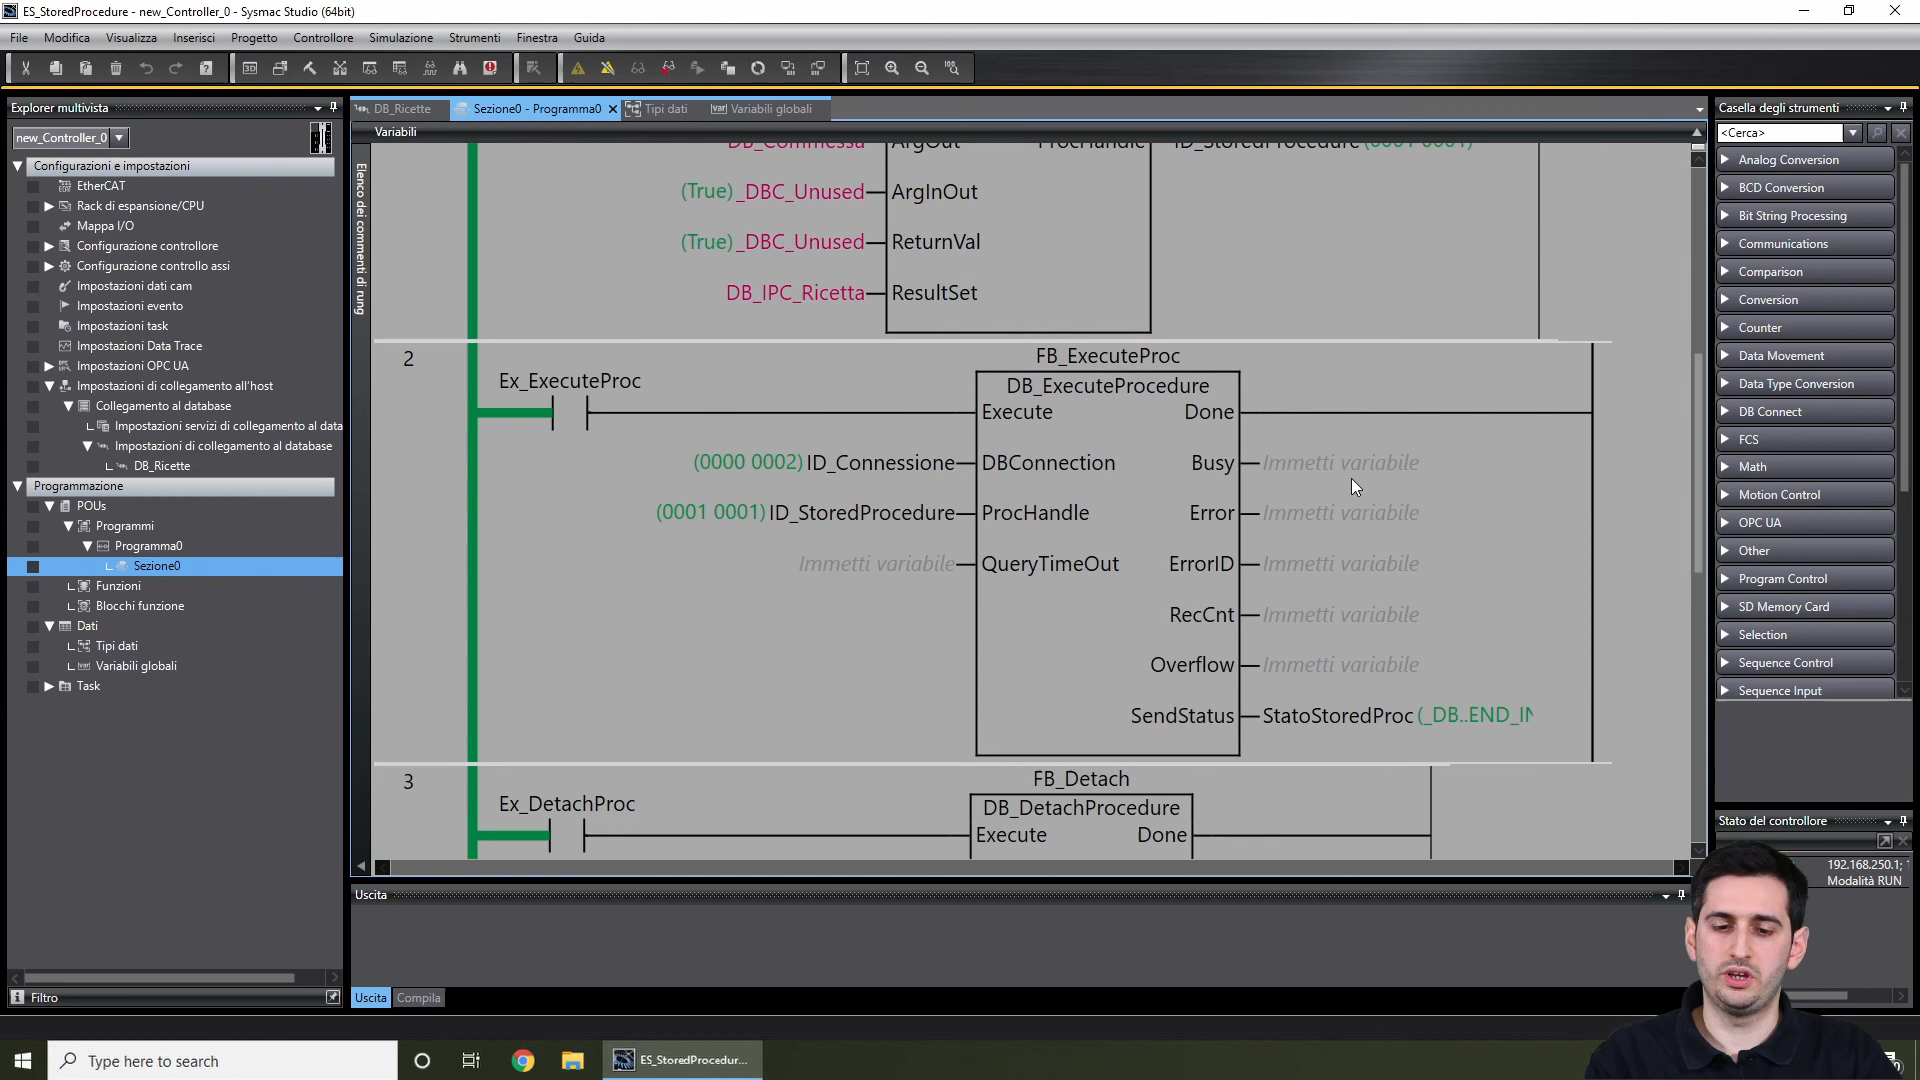 ES_StoredProcedure - new_Controller_0 - Sysmac Studio (64bit)
File Modifica Visualizza Inserisci Progetto Controllore Simulazione Strumenti Finestra Guida
Explorer multivista
new_Controller_0
Configurazioni e impostazioni
EtherCAT
Rack di espansione/CPU
Mappa I/O
Configurazione controllore
Configurazione controllo assi
Impostazioni dati cam
Impostazioni evento
Impostazioni task
Impostazioni Data Trace
Impostazioni OPC UA
Impostazioni di collegamento all'host
Collegamento al database
Impostazioni servizi di collegamento al data
Impostazioni di collegamento al database
DB_Ricette
Programmazione
POUs
Programmi
Programma0
Sezione0
Funzioni
Blocchi funzione
Dati
Tipi dati
Variabili globali
Task
Filtro
DB_Ricette Sezione0 - Programma0 Tipi dati Variabili globali
Variabili
Elenco dei commenti di rung
DB_Commessa ArgOut ProcHandle ID_StoredProcedure (0001 0001)
(True) _DBC_Unused ArgInOut
(True) _DBC_Unused ReturnVal
DB_IPC_Ricetta ResultSet
2
FB_ExecuteProc
Ex_ExecuteProc DB_ExecuteProcedure
Execute Done
(0000 0002) ID_Connessione DBConnection Busy Immetti variabile
(0001 0001) ID_StoredProcedure ProcHandle Error Immetti variabile
Immetti variabile QueryTimeOut ErrorID Immetti variabile
RecCnt Immetti variabile
Overflow Immetti variabile
SendStatus StatoStoredProc (_DB..END_IN
3
FB_Detach
Ex_DetachProc DB_DetachProcedure
Execute Done
Uscita
Uscita Compila
Casella degli strumenti
<Cerca>
Analog Conversion
BCD Conversion
Bit String Processing
Communications
Comparison
Conversion
Counter
Data Movement
Data Type Conversion
DB Connect
FCS
Math
Motion Control
OPC UA
Other
Program Control
SD Memory Card
Selection
Sequence Control
Sequence Input
Stato del controllore
192.168.250.1;
Modalità RUN
Type here to search
ES_StoredProcedur...